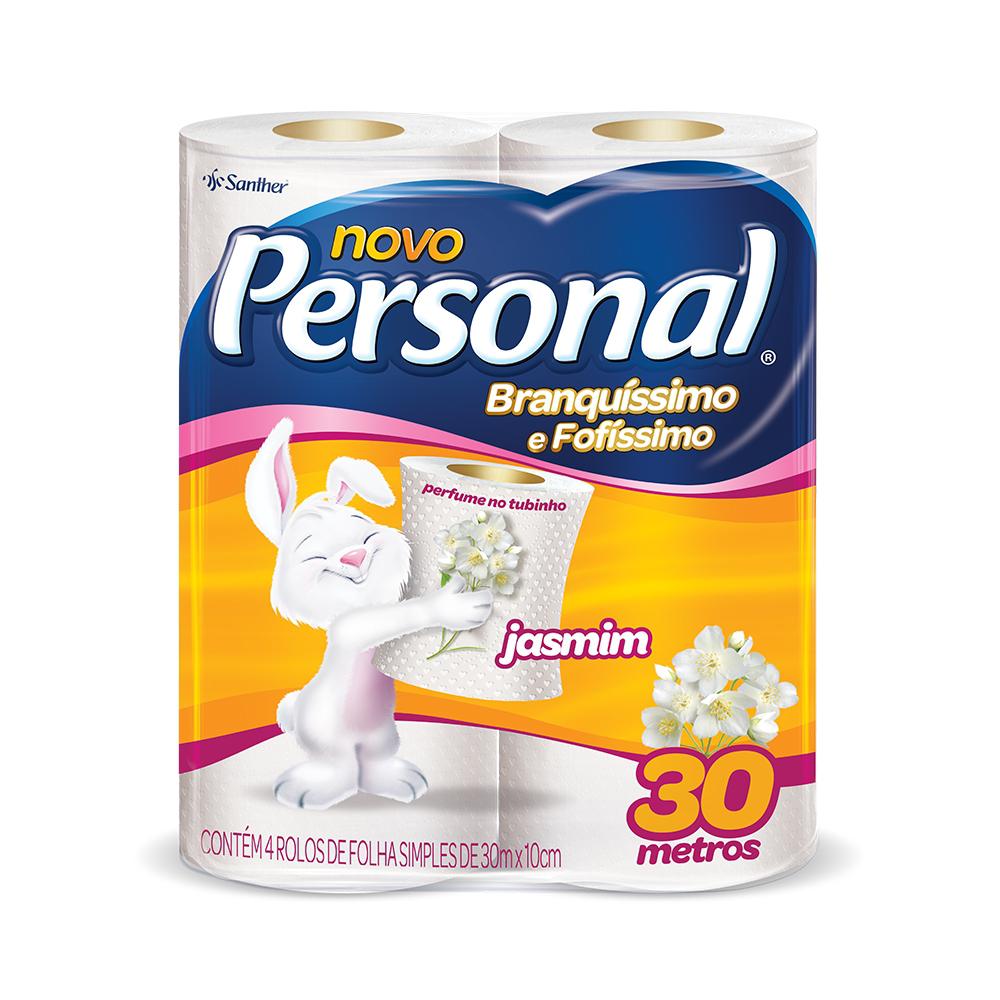 Santher
novo
Personal
®
Branquíssimo
e Fofíssimo
perfume no tubinho
jasmim
30
metros
CONTÉM 4 ROLOS DE FOLHA SIMPLES DE 30m x 10cm